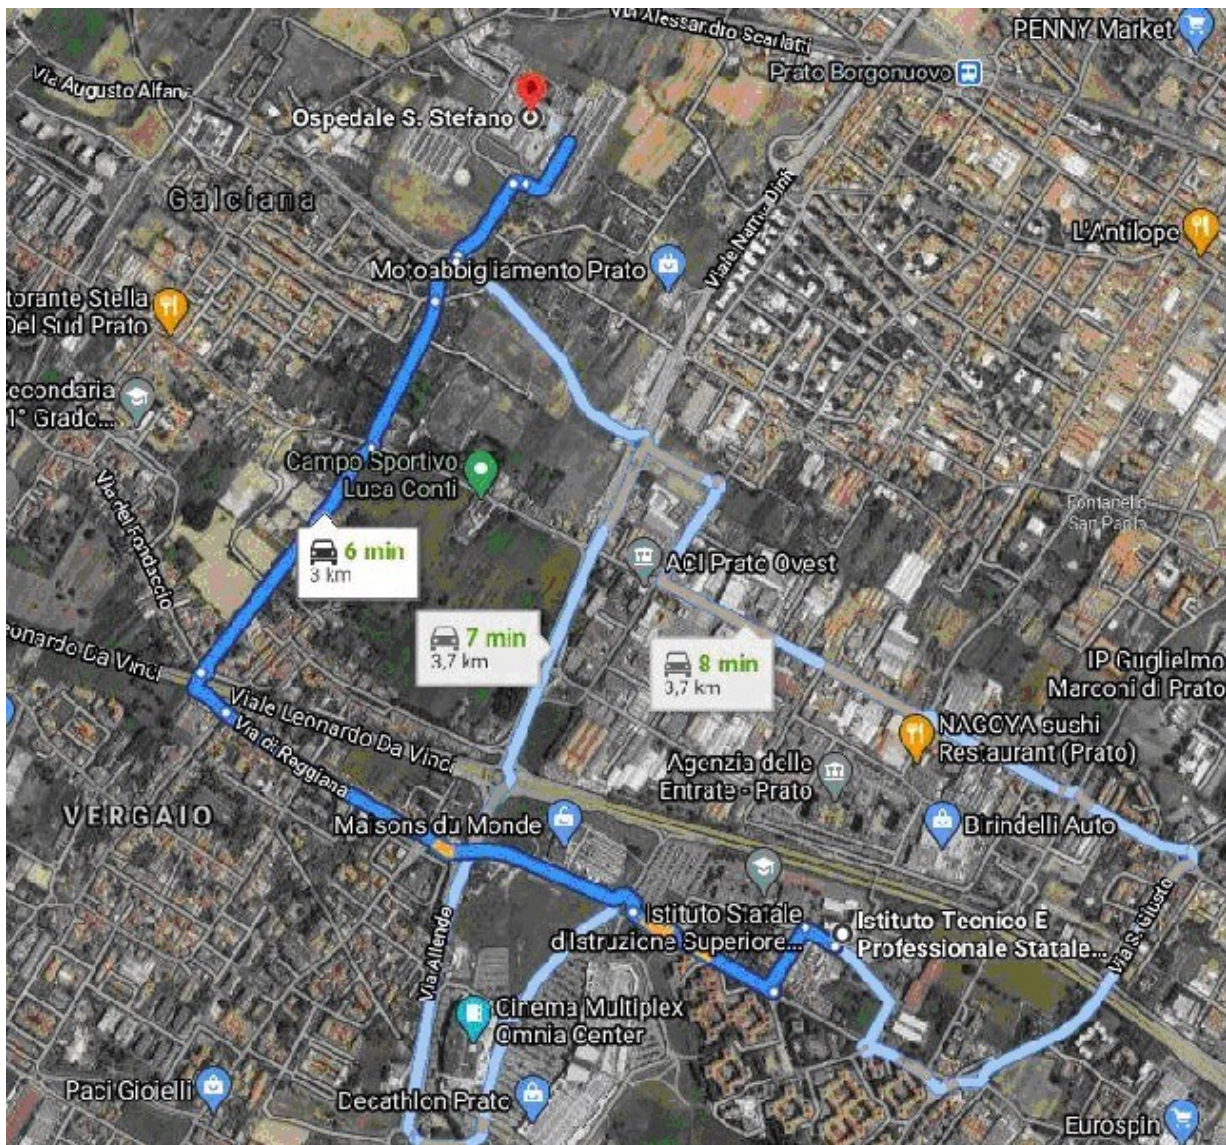 Via Alessandro Scarlatti
PENNY Market
Prato Borgonuovo
Via Augusto Alfani
Ospedale S. Stefano
Galciana
Viale Nam - Dinh
L'Antilope
Motoabbigliamento Prato
torante Stella
Del Sud Prato
econdaria
1° Grado...
Campo Sportivo
Luca Conti
Fontanello
San Paolo
Via del Fondaccio
6 min
3 km
ACI Prato Ovest
7 min
3,7 km
8 min
3,7 km
eonardo Da Vinci
IP Guglielmo
Marconi di Prato
Viale Leonardo Da Vinci
Via di Reggiana
NAGOYA sushi
Restaurant (Prato)
Agenzia delle
Entrate - Prato
VERGAIO
Maisons du Monde
Birindelli Auto
Istituto Statale
d'Istruzione Superiore...
Istituto Tecnico E
Professionale Statale...
Via S. Giusto
Via Allende
Cinema Multiplex
Omnia Center
Paci Gioielli
Decathlon Prato
Eurospin